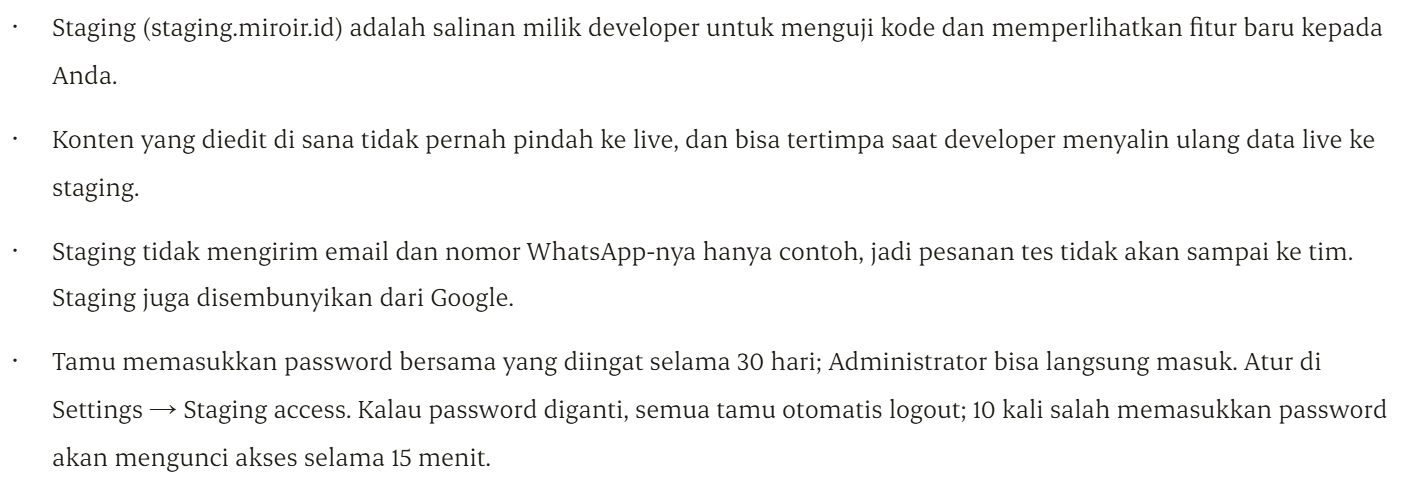 · Staging (staging.miroir.id) adalah salinan milik developer untuk menguji kode dan memperlihatkan fitur baru kepada
Anda.
· Konten yang diedit di sana tidak pernah pindah ke live, dan bisa tertimpa saat developer menyalin ulang data live ke
staging.
· Staging tidak mengirim email dan nomor WhatsApp-nya hanya contoh, jadi pesanan tes tidak akan sampai ke tim.
Staging juga disembunyikan dari Google.
· Tamu memasukkan password bersama yang diingat selama 30 hari; Administrator bisa langsung masuk. Atur di
Settings → Staging access. Kalau password diganti, semua tamu otomatis logout; 10 kali salah memasukkan password
akan mengunci akses selama 15 menit.